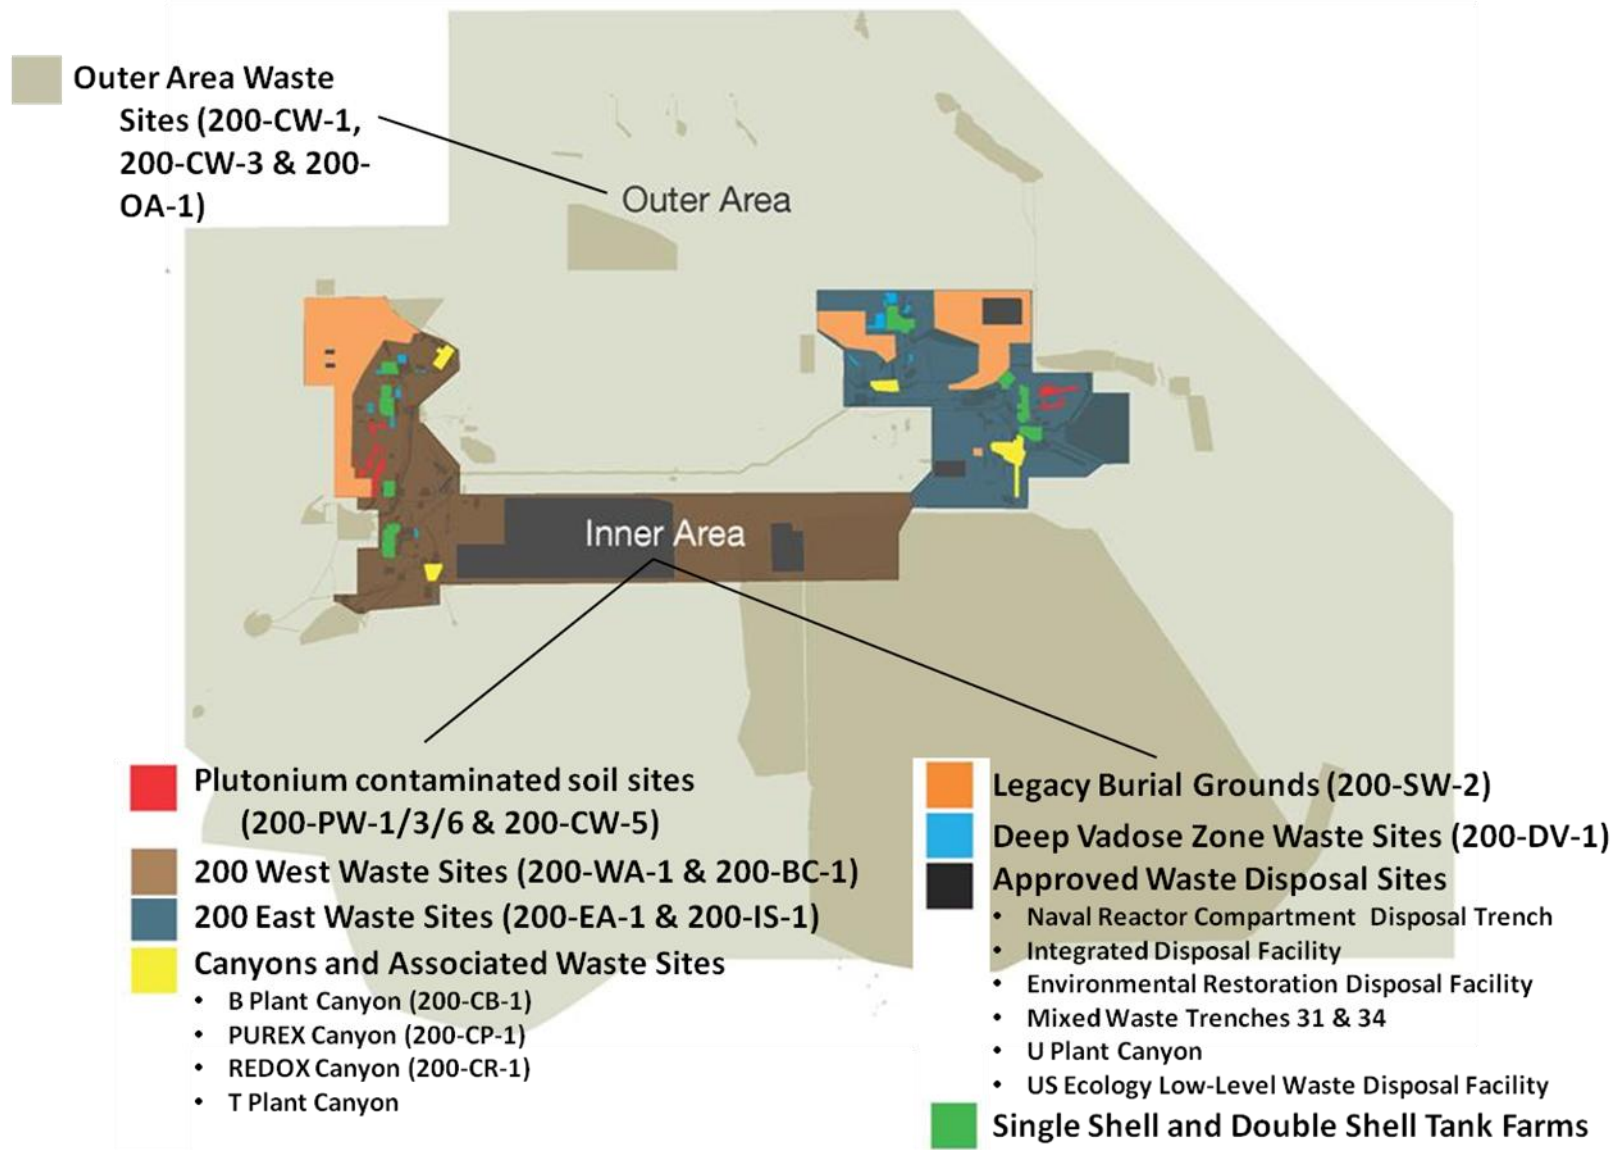 Outer Area Waste
Sites (200-CW-1,
200-CW-3 & 200-
OA-1)
Outer Area
Inner Area
Plutonium contaminated soil sites
(200-PW-1/3/6 & 200-CW-5)
200 West Waste Sites (200-WA-1 & 200-BC-1)
200 East Waste Sites (200-EA-1 & 200-IS-1)
Canyons and Associated Waste Sites
• B Plant Canyon (200-CB-1)
• PUREX Canyon (200-CP-1)
• REDOX Canyon (200-CR-1)
• T Plant Canyon
Legacy Burial Grounds (200-SW-2)
Deep Vadose Zone Waste Sites (200-DV-1)
Approved Waste Disposal Sites
• Naval Reactor Compartment Disposal Trench
• Integrated Disposal Facility
• Environmental Restoration Disposal Facility
• Mixed Waste Trenches 31 & 34
• U Plant Canyon
• US Ecology Low-Level Waste Disposal Facility
Single Shell and Double Shell Tank Farms